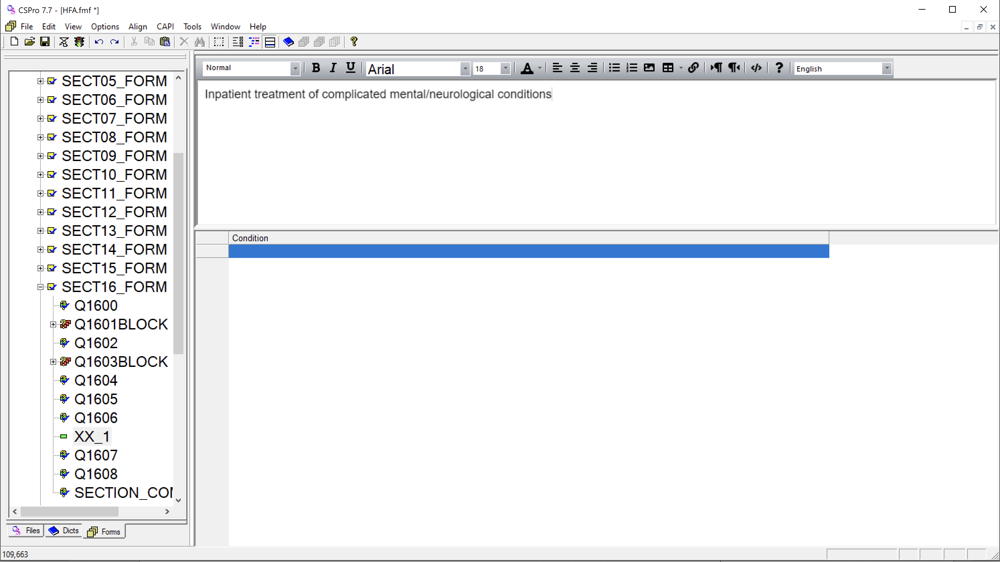 CSPro 7.7 - [HFA.fmf *]
File Edit View Options Align CAPI Tools Window Help
Normal B I U Arial 18 A English
Inpatient treatment of complicated mental/neurological conditions
Condition
SECT05_FORM
SECT06_FORM
SECT07_FORM
SECT08_FORM
SECT09_FORM
SECT10_FORM
SECT11_FORM
SECT12_FORM
SECT13_FORM
SECT14_FORM
SECT15_FORM
SECT16_FORM
Q1600
Q1601BLOCK
Q1602
Q1603BLOCK
Q1604
Q1605
Q1606
XX_1
Q1607
Q1608
SECTION_CO
Files Dicts Forms
109,663